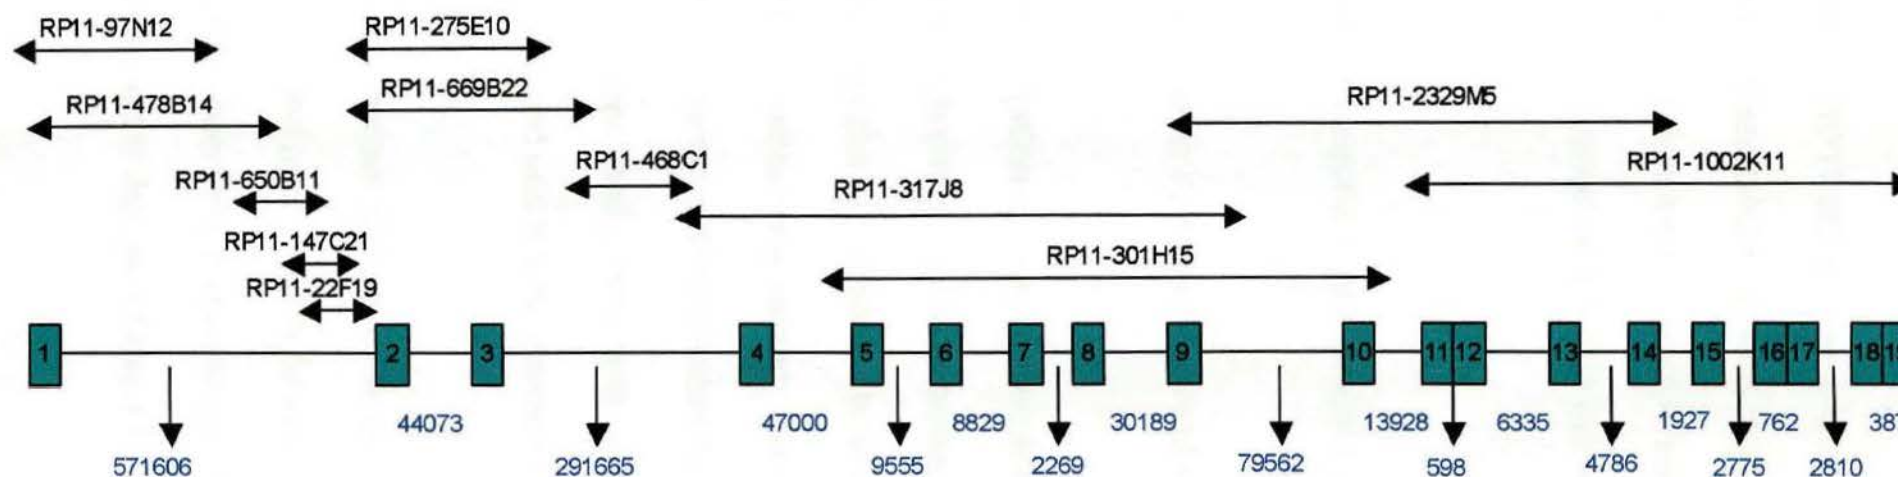 RP11-97N12
RP11-275E10
RP11-669B22
RP11-478B14
RP11-2329M5
RP11-468C1
RP11-1002K11
RP11-650B11
RP11-317J8
RP11-147C21
RP11-301H15
RP11-22F19
1 2 3 4 5 6 7 8 9 10 11 12 13 14 15 16 17 18
44073 47000 8829 30189 13928 6335 1927 762 387
571606 291665 9555 2269 79562 598 4786 2775 2810